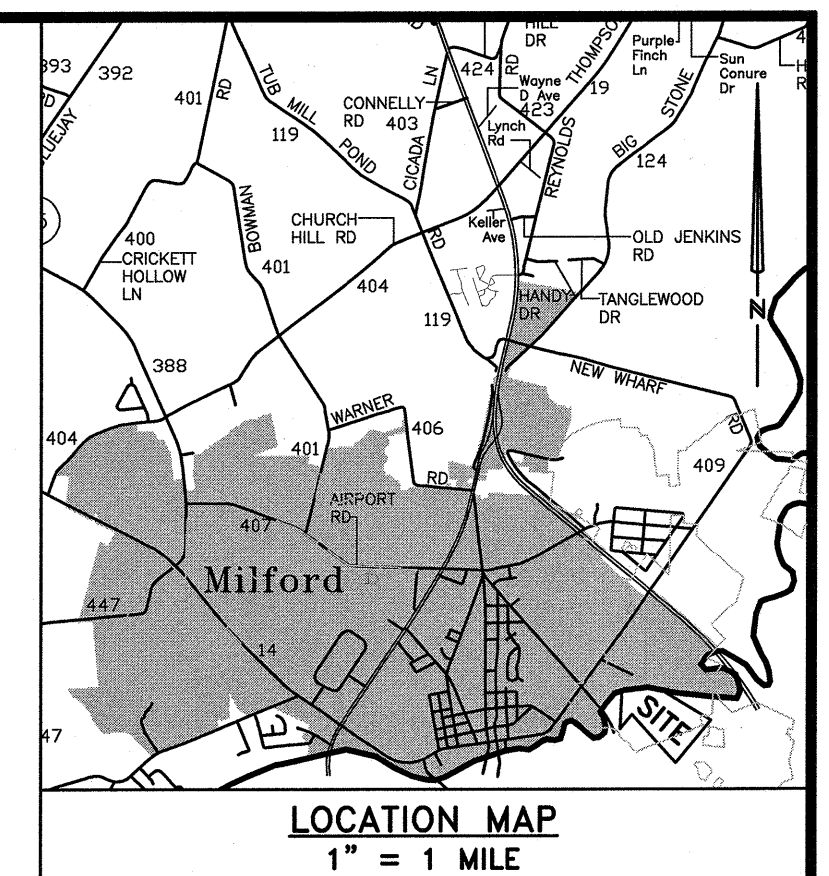 HILL
DR
Purple
Finch
Ln
Sun
Conure
Dr
393
392
RD
BLUEJAY
401
RD
TUB MILL POND RD
119
CONNELLY
RD
403
CICADA LN
424
RD
Wayne
D Ave
423
Lynch
Rd
THOMPSO
19
REYNOLDS
BIG STONE
124
BOWMAN
400
CRICKETT
HOLLOW
LN
401
CHURCH
HILL RD
404
Keller
Ave
OLD JENKINS
RD
119
HANDY
DR
TANGLEWOOD
DR
N
388
NEW WHARF RD
WARNER
404
401
406
RD
409
AIRPORT
RD
407
Milford
447
14
47
SITE
LOCATION MAP
1" = 1 MILE